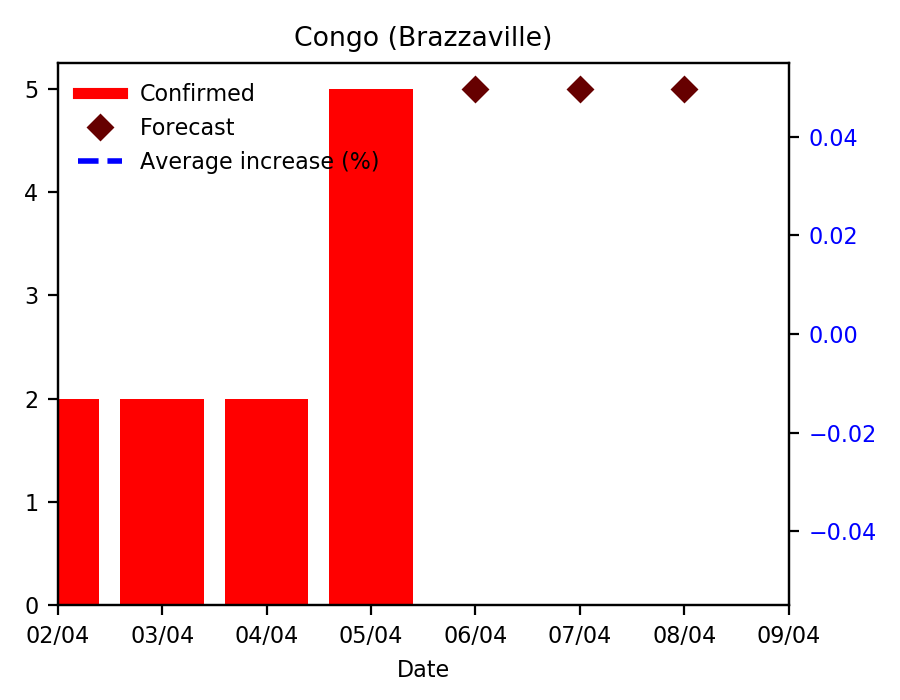 Congo (Brazzaville)
5
4
3
2
1
0
Confirmed
Forecast
Average increase (%)
0.04
0.02
0.00
−0.02
−0.04
02/04 03/04 04/04 05/04 06/04 07/04 08/04 09/04
Date